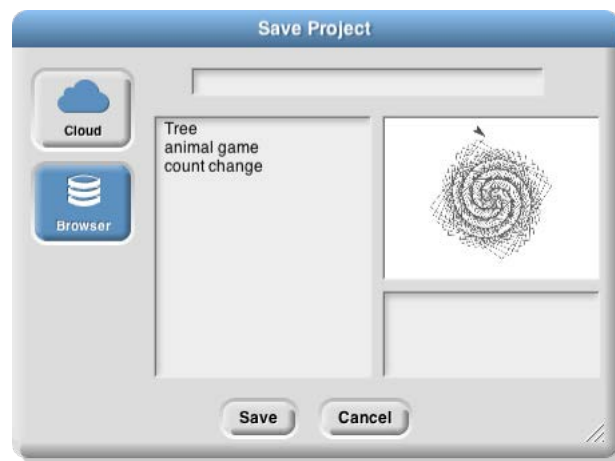 Save Project
Cloud
Browser
Tree
animal game
count change
Save
Cancel